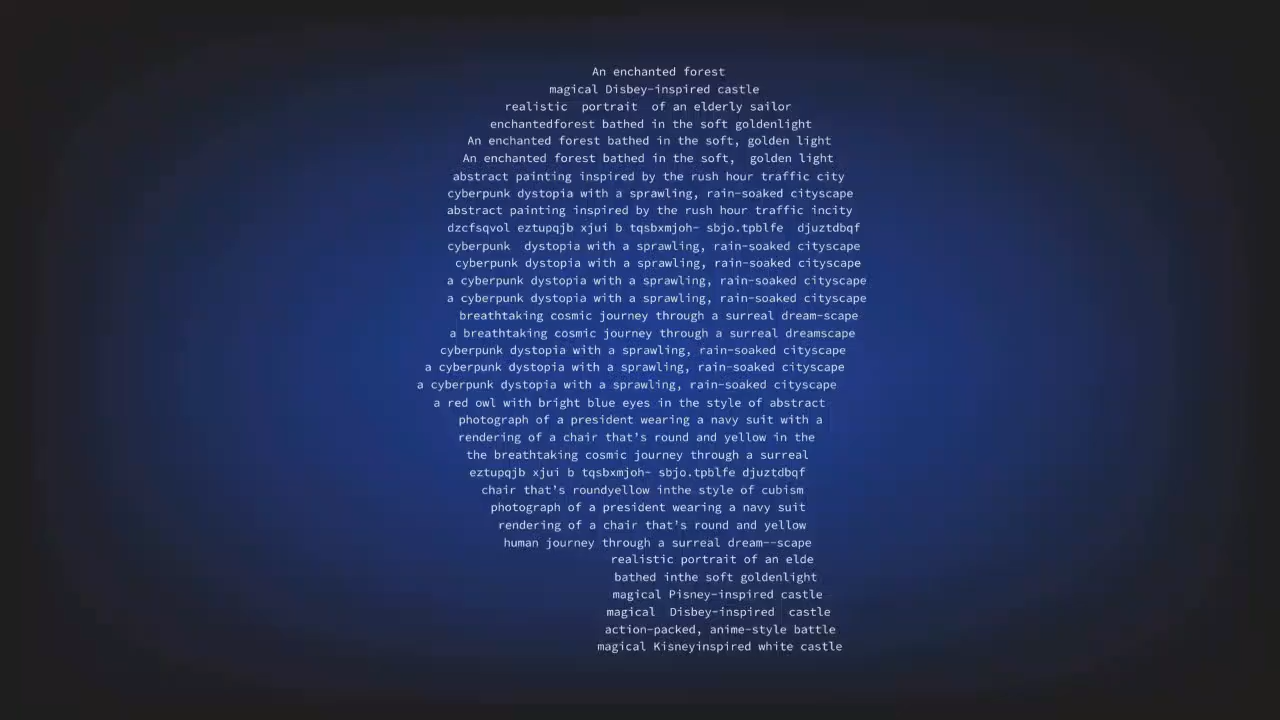 An enchanted forest
magical Disbey-inspired castle
realistic  portrait  of an elderly sailor
enchantedforest bathed in the soft goldenlight
An enchanted forest bathed in the soft, golden light
An enchanted forest bathed in the soft,  golden light
abstract painting inspired by the rush hour traffic city
cyberpunk dystopia with a sprawling, rain-soaked cityscape
abstract painting inspired by the rush hour traffic incity
dzcfsqvol eztupqjb xjui b tqsbxmjoh- sbjo.tpblfe  djuztdbqf
cyberpunk  dystopia with a sprawling, rain-soaked cityscape
cyberpunk dystopia with a sprawling, rain-soaked cityscape
a cyberpunk dystopia with a sprawling, rain-soaked cityscape
a cyberpunk dystopia with a sprawling, rain-soaked cityscape
breathtaking cosmic journey through a surreal dream-scape
a breathtaking cosmic journey through a surreal dreamscape
cyberpunk dystopia with a sprawling, rain-soaked cityscape
a cyberpunk dystopia with a sprawling, rain-soaked cityscape
a cyberpunk dystopia with a sprawling, rain-soaked cityscape
a red owl with bright blue eyes in the style of abstract
photograph of a president wearing a navy suit with a
rendering of a chair that's round and yellow in the
the breathtaking cosmic journey through a surreal
eztupqjb xjui b tqsbxmjoh- sbjo.tpblfe djuztdbqf
chair that's roundyellow inthe style of cubism
photograph of a president wearing a navy suit
rendering of a chair that's round and yellow
human journey through a surreal dream--scape
realistic portrait of an elde
bathed inthe soft goldenlight
magical Pisney-inspired castle
magical  Disbey-inspired  castle
action-packed, anime-style battle
magical Kisneyinspired white castle